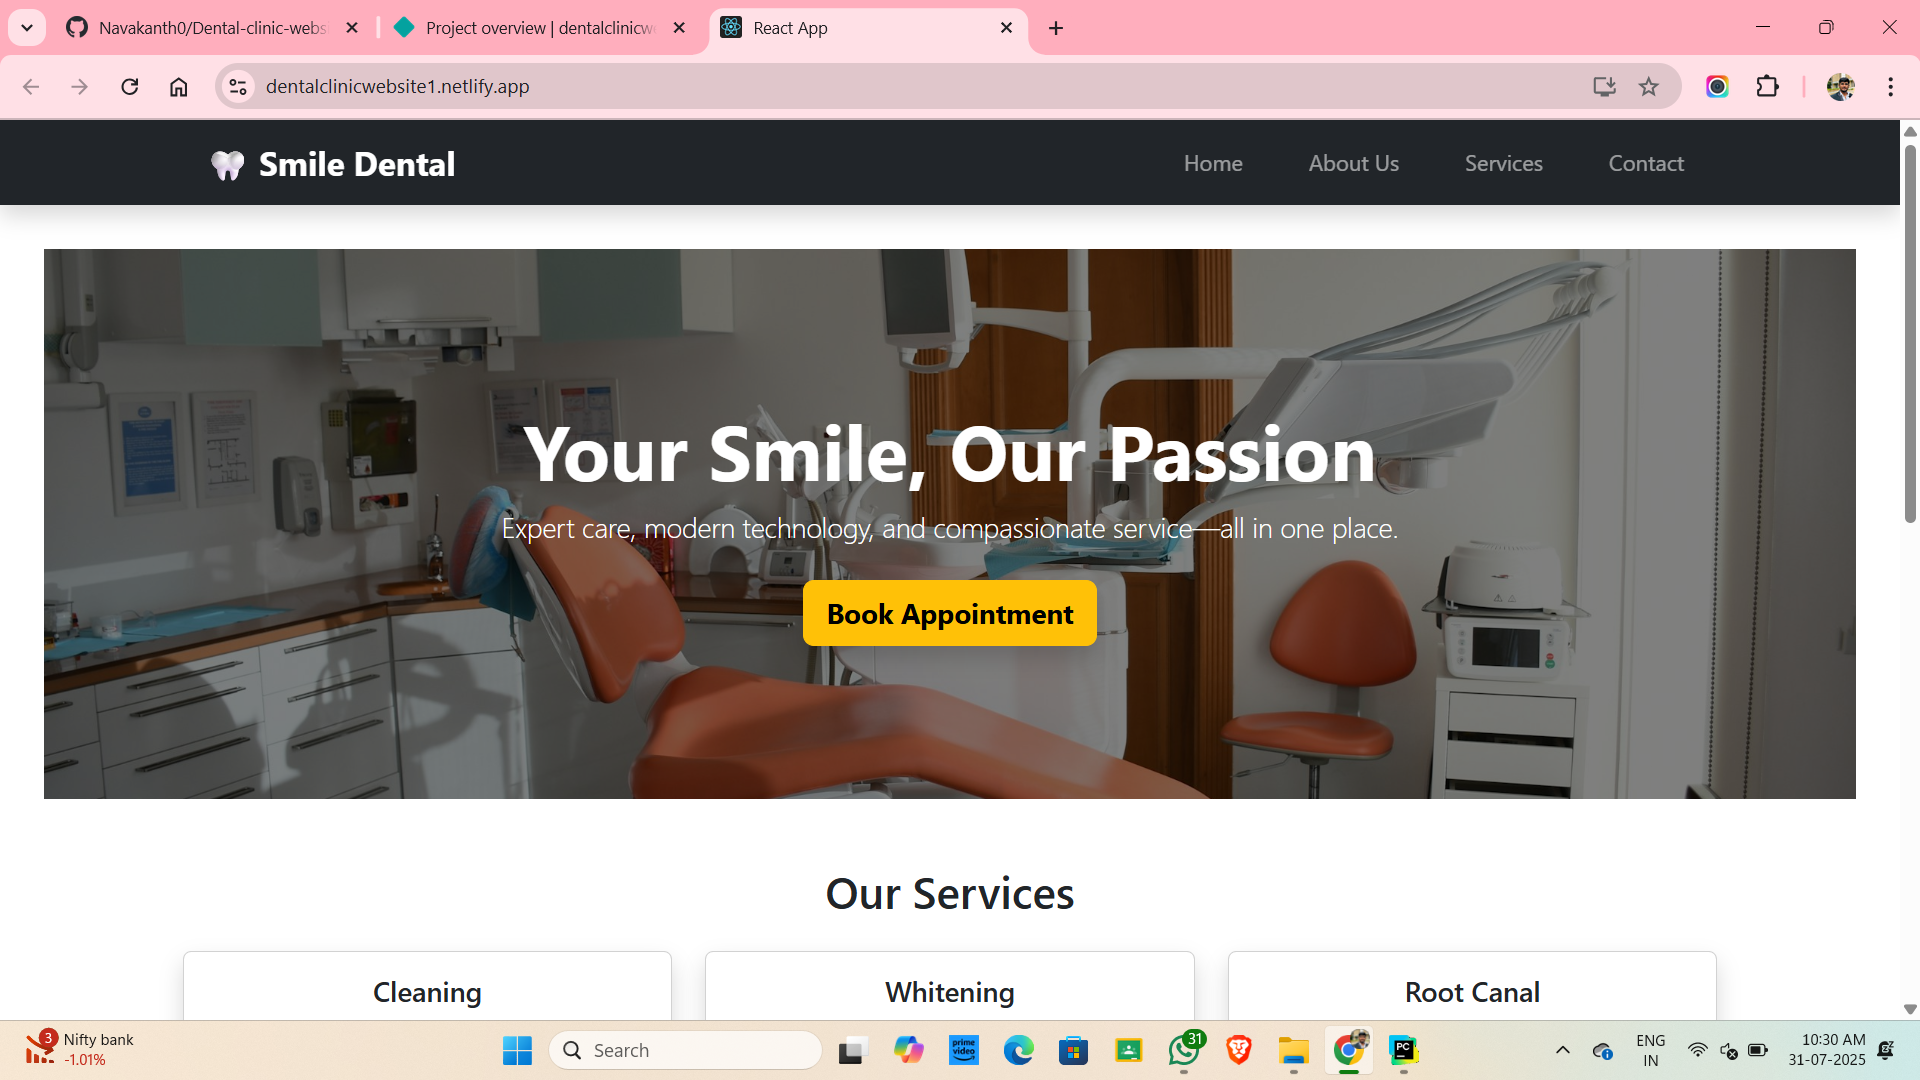 Navakanth0/Dental-clinic-webs
Project overview | dentalclinicw
React App
dentalclinicwebsite1.netlify.app
Smile Dental
Home
About Us
Services
Contact
Your Smile, Our Passion
Expert care, modern technology, and compassionate service—all in one place.
Book Appointment
Our Services
Cleaning
Whitening
Root Canal
3
Nifty bank
-1.01%
Search
prime
video
31
PC
ENG
IN
10:30 AM
31-07-2025